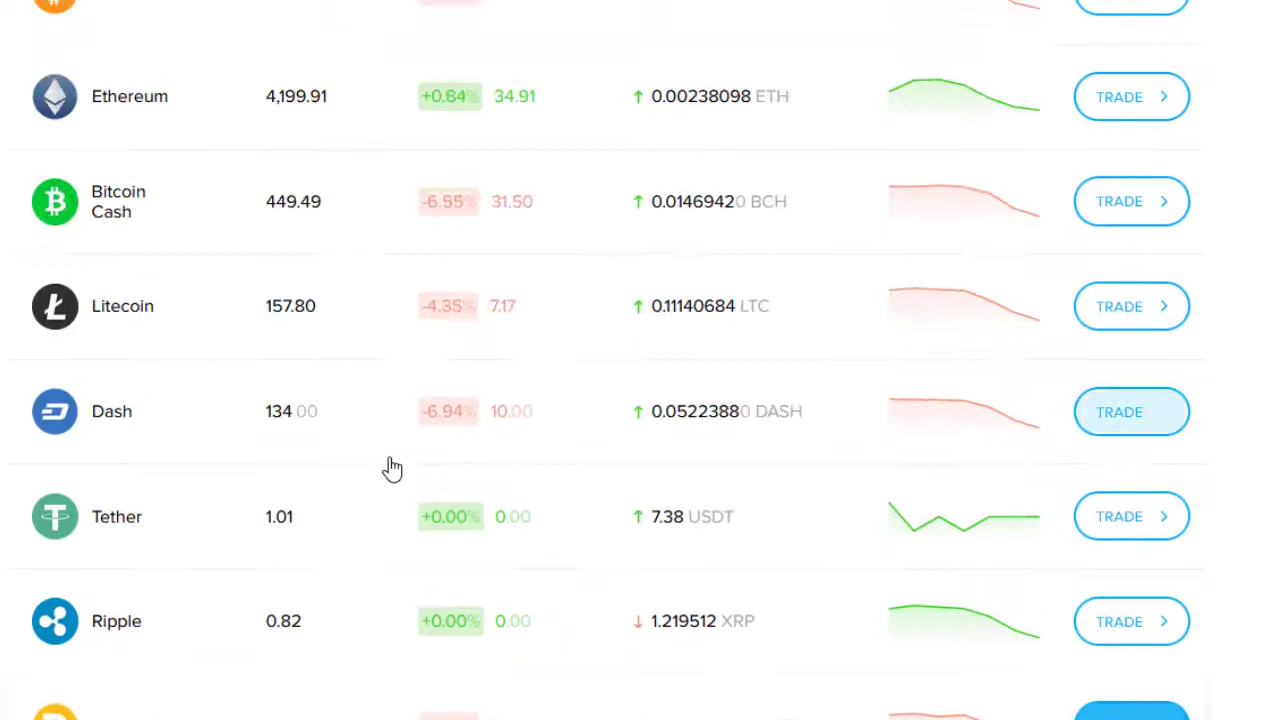 Ethereum 4,199.91 +0.84% 34.91 ↑ 0.00238098 ETH TRADE >
Bitcoin
Cash 449.49 -6.55% 31.50 ↑ 0.01469420 BCH TRADE >
Litecoin 157.80 -4.35% 7.17 ↑ 0.11140684 LTC TRADE >
Dash 134.00 -6.94% 10.00 ↑ 0.05223880 DASH TRADE
Tether 1.01 +0.00% 0.00 ↑ 7.38 USDT TRADE >
Ripple 0.82 +0.00% 0.00 ↓ 1.219512 XRP TRADE >